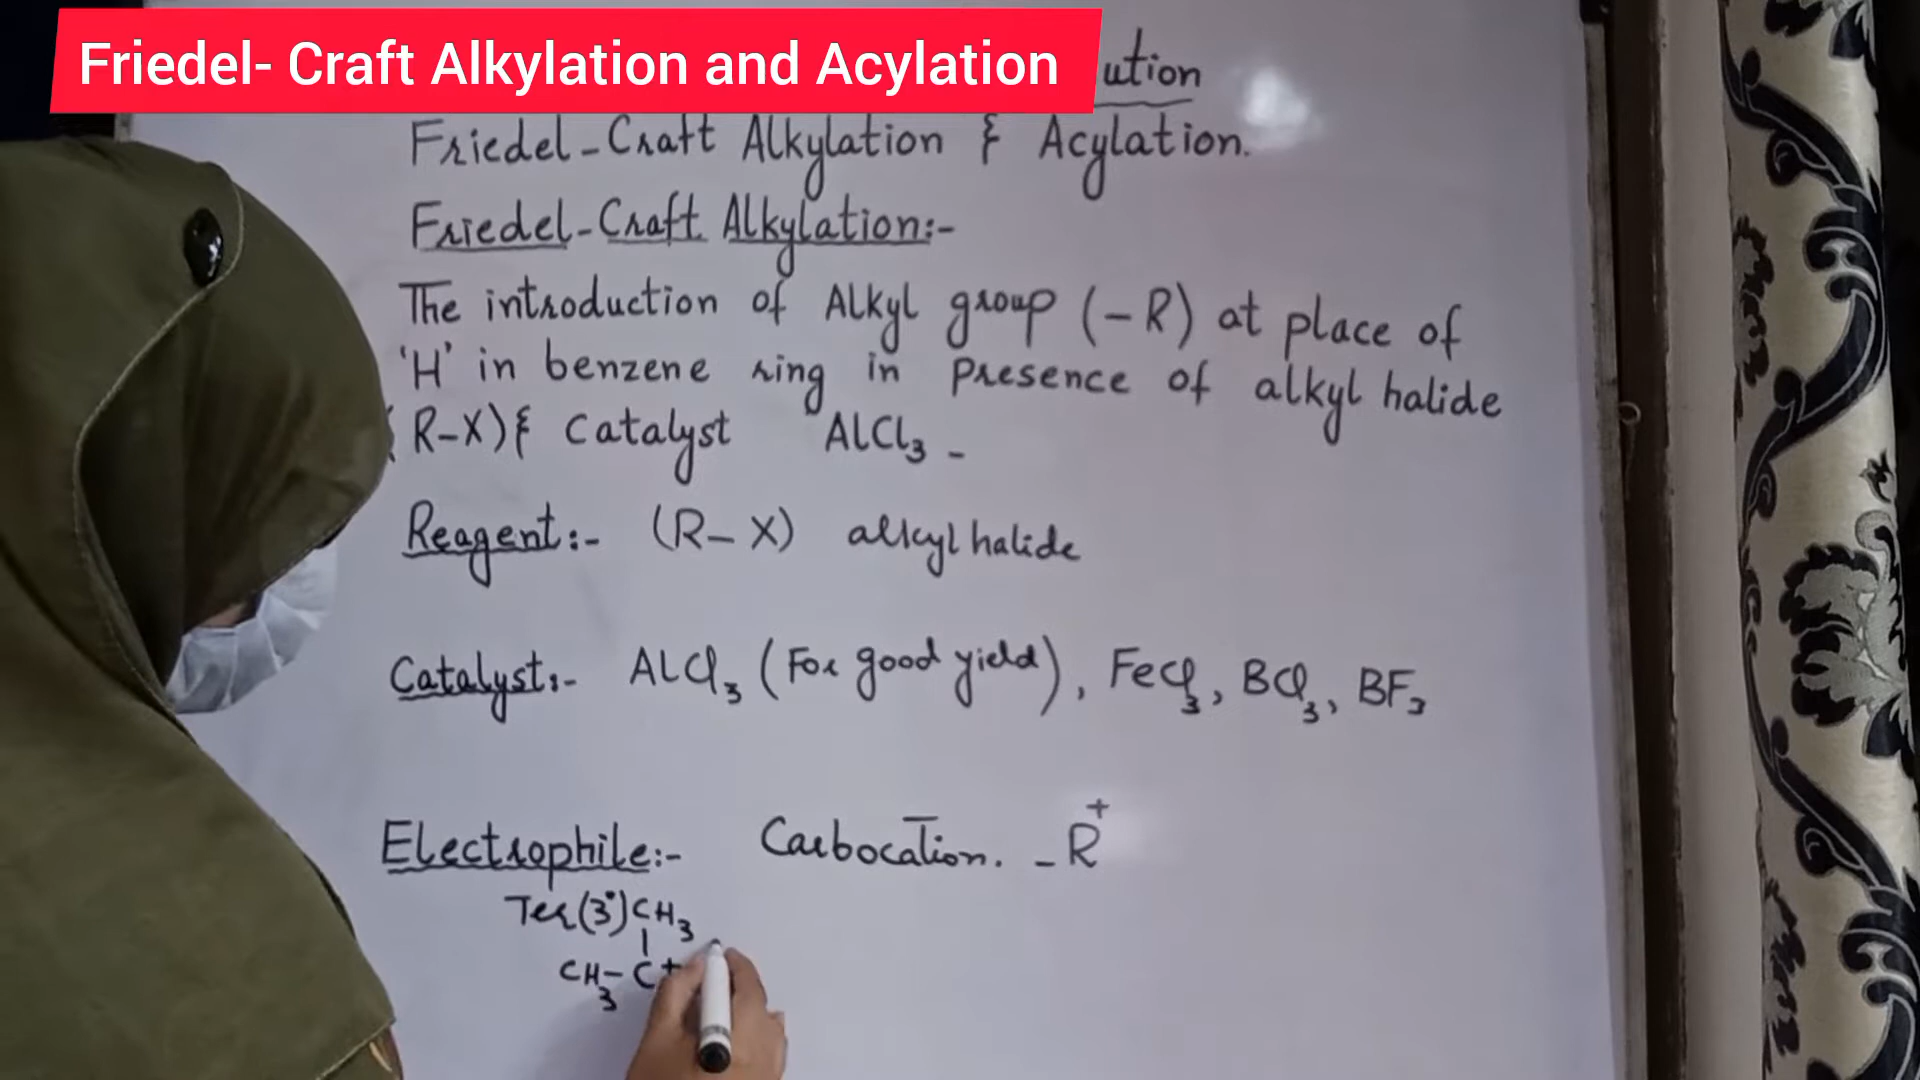 Friedel- Craft Alkylation and Acylation
ution
Friedel-Craft Alkylation & Acylation.
Friedel-Craft Alkylation:-
The introduction of Alkyl group (-R) at place of
'H' in benzene ring in presence of alkyl halide
(R-X) & catalyst AlCl3 -
Reagent:- (R-X) alkyl halide
Catalyst:- AlCl3 (For good yield), FeCl3, BCl3, BF3
Electrophile:- Carbocation. -R+
Ter(3°) CH3
CH3-C+